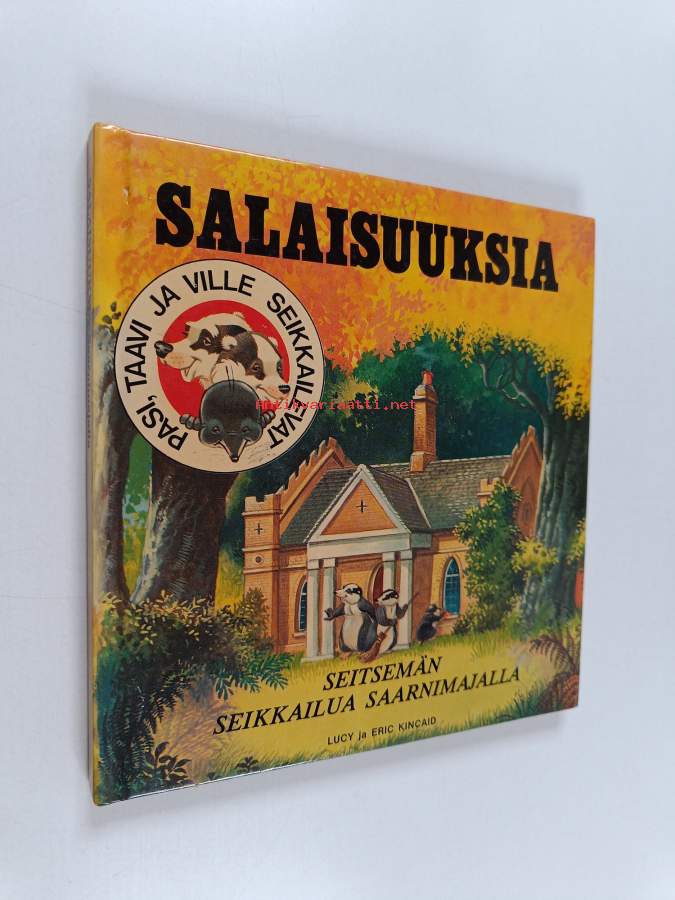 SALAISUUKSIA
PASI, TAAVI JA VILLE SEIKKAILEVAT
antikvariaatti.net
SEITSEMÄN
SEIKKAILUA SAARNIMAJALLA
LUCY ja ERIC KINCAID